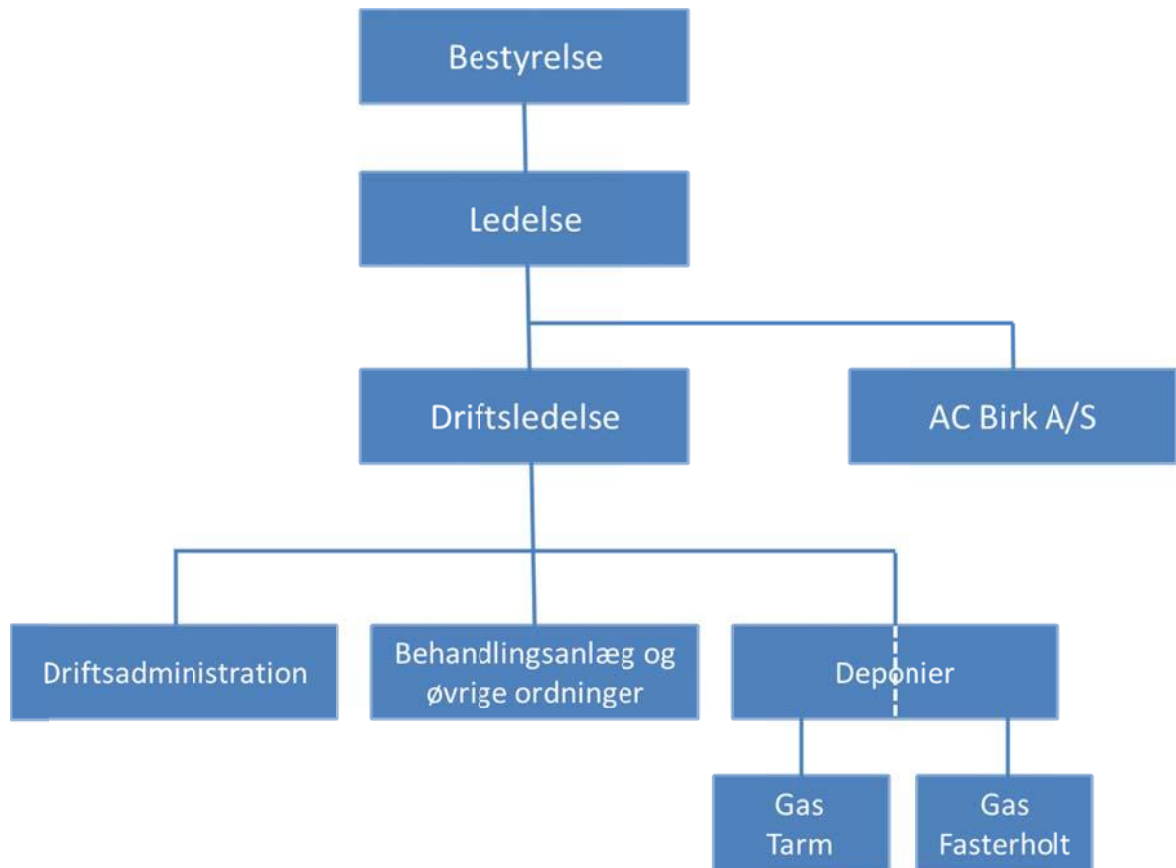 Bestyrelse
Ledelse
Driftsledelse
AC Birk A/S
Driftsadministration
Behandlingsanlæg og
øvrige ordninger
Deponier
Gas
Tarm
Gas
Fasterholt